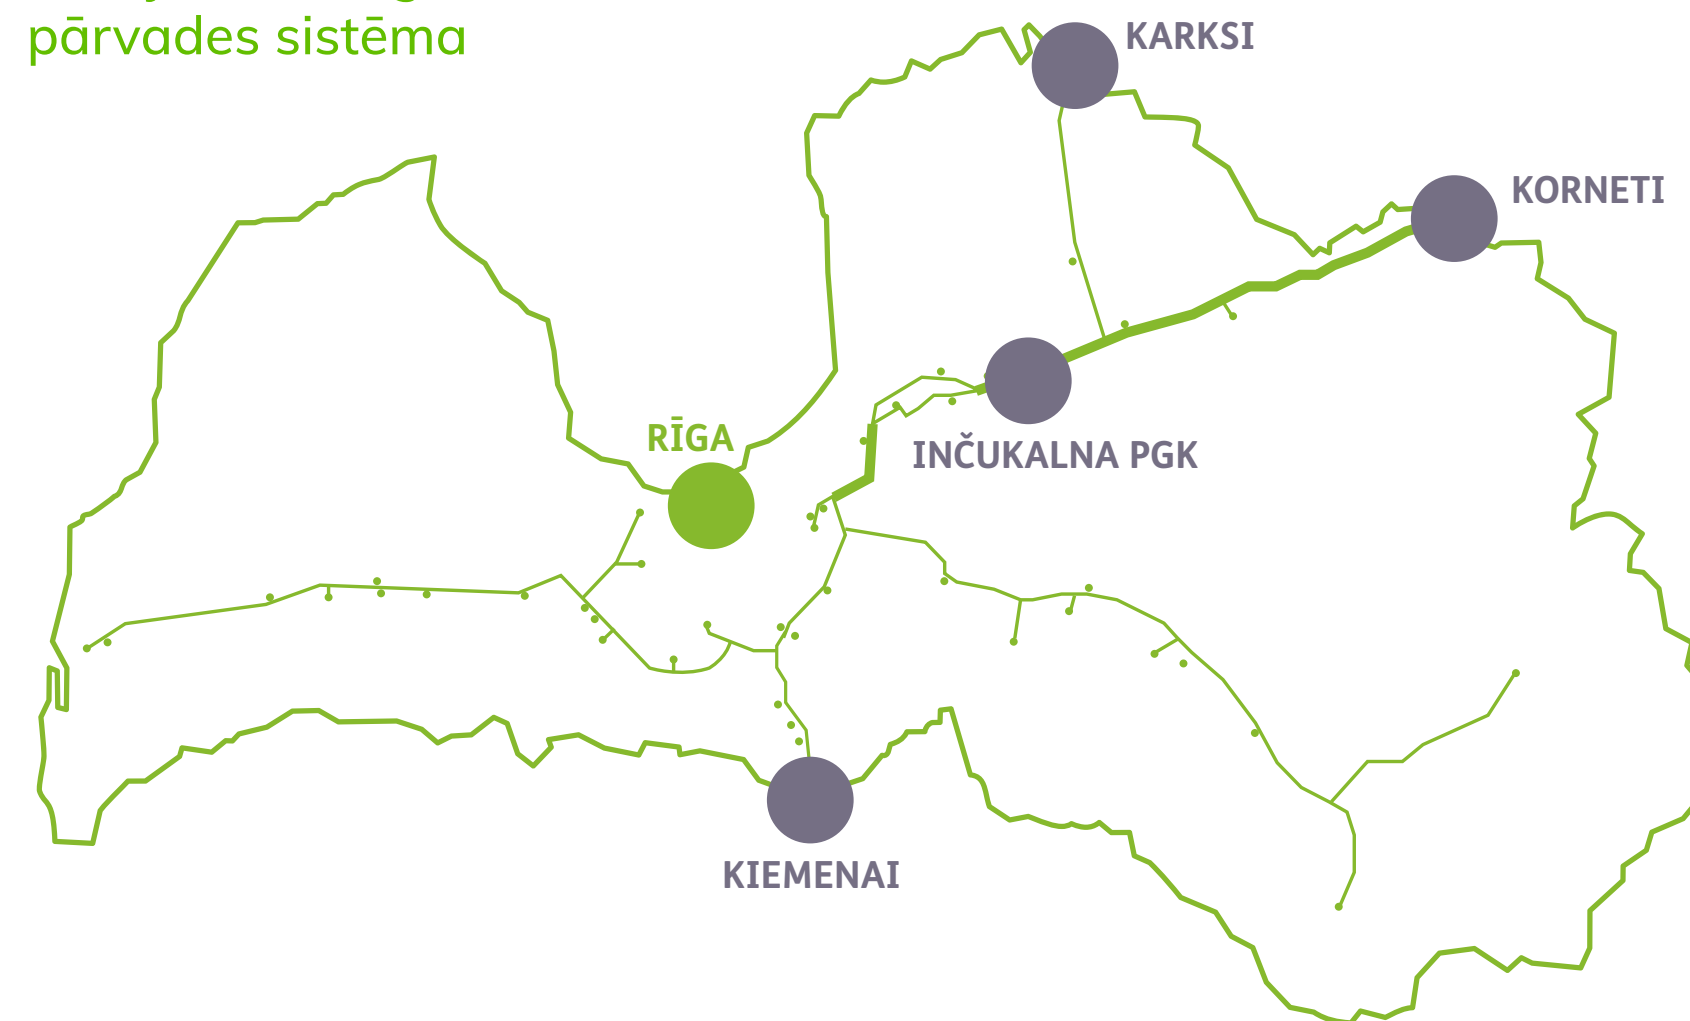 pārvades sistēma
KARKSI
KORNETI
RĪGA
INČUKALNA PGK
KIEMENAI